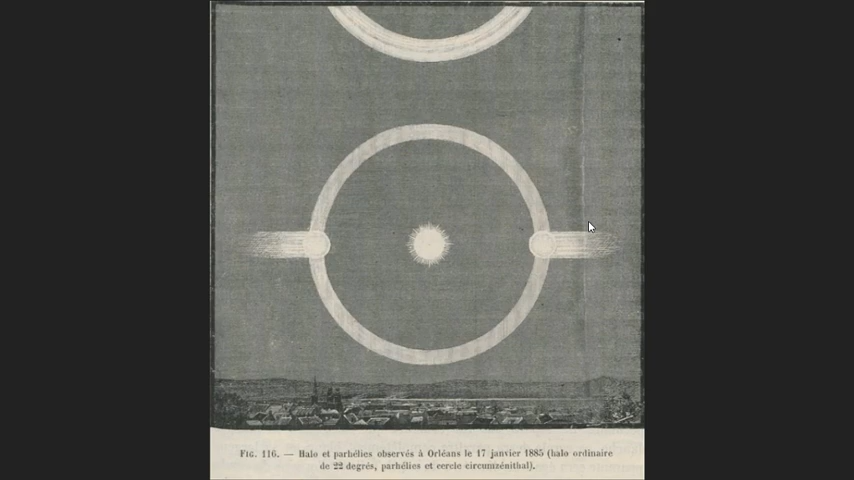 FIG. 116. — Halo et parhélies observés à Orléans le 17 janvier 1885 (halo ordinaire
de 22 degrés, parhélies et cercle circumzénithal).